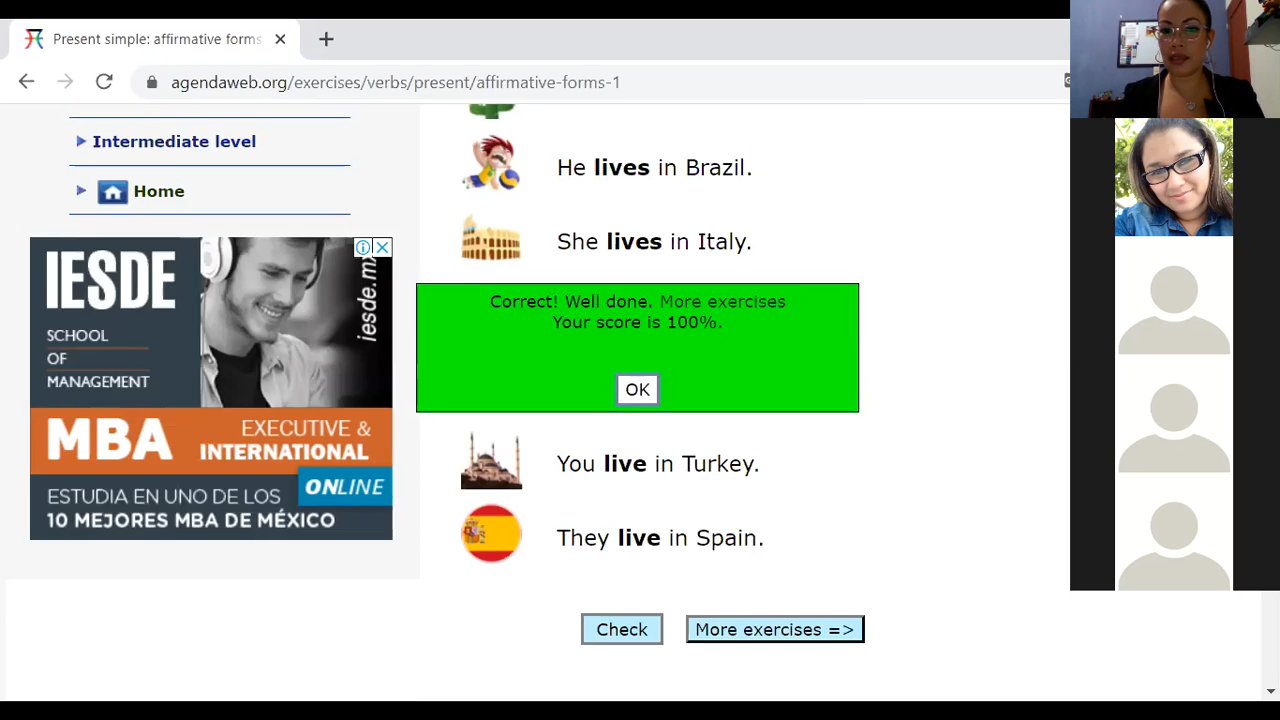 Present simple: affirmative forms
agendaweb.org/exercises/verbs/present/affirmative-forms-1
Intermediate level
Home
IESDE
SCHOOL
OF
MANAGEMENT
iesde.mx
MBA
EXECUTIVE &
INTERNATIONAL
ONLINE
ESTUDIA EN UNO DE LOS
10 MEJORES MBA DE MÉXICO
He lives in Brazil.
She lives in Italy.
Correct! Well done. More exercises
Your score is 100%.
OK
You live in Turkey.
They live in Spain.
Check
More exercises =>